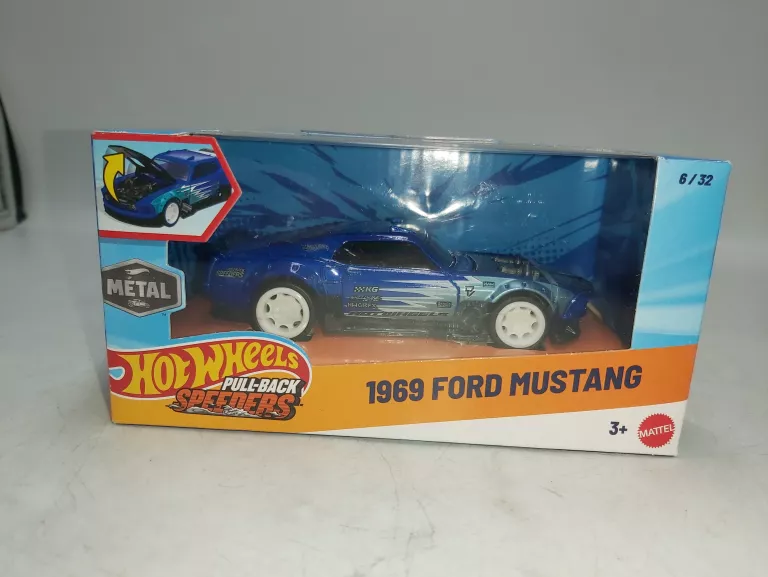 6 / 32
MÉTAL
HOT WHEELS
PULL-BACK
SPEEDERS
1969 FORD MUSTANG
3+
MATTEL